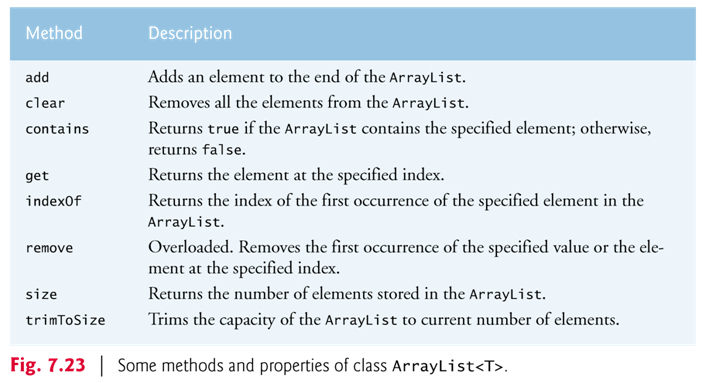 Method Description
add Adds an element to the end of the ArrayList.
clear Removes all the elements from the ArrayList.
contains Returns true if the ArrayList contains the specified element; otherwise,
returns false.
get Returns the element at the specified index.
indexOf Returns the index of the first occurrence of the specified element in the
ArrayList.
remove Overloaded. Removes the first occurrence of the specified value or the ele-
ment at the specified index.
size Returns the number of elements stored in the ArrayList.
trimToSize Trims the capacity of the ArrayList to current number of elements.
Fig. 7.23 | Some methods and properties of class ArrayList<T>.